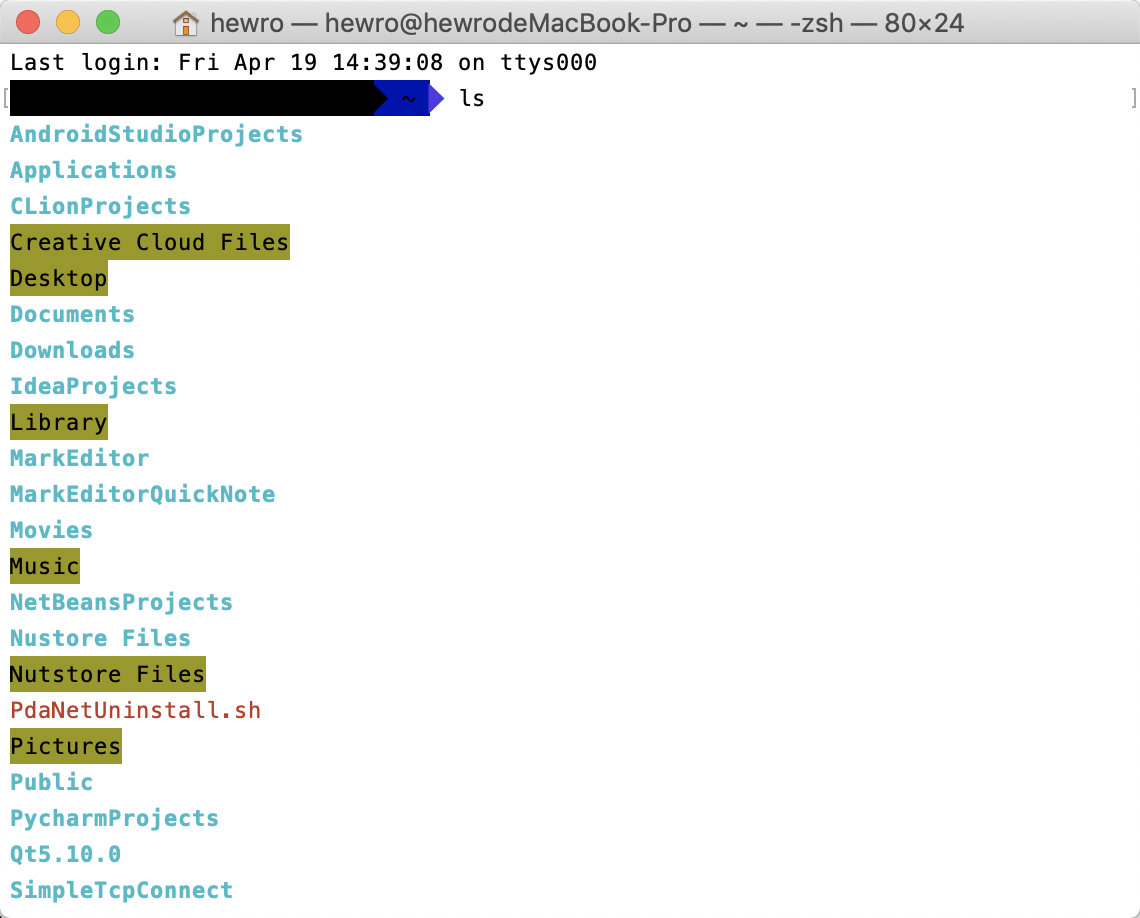 hewro — hewro@hewrodeMacBook-Pro — ~ — -zsh — 80×24
Last login: Fri Apr 19 14:39:08 on ttys000
[ ~ ls ]
AndroidStudioProjects
Applications
CLionProjects
Creative Cloud Files
Desktop
Documents
Downloads
IdeaProjects
Library
MarkEditor
MarkEditorQuickNote
Movies
Music
NetBeansProjects
Nustore Files
Nutstore Files
PdaNetUninstall.sh
Pictures
Public
PycharmProjects
Qt5.10.0
SimpleTcpConnect